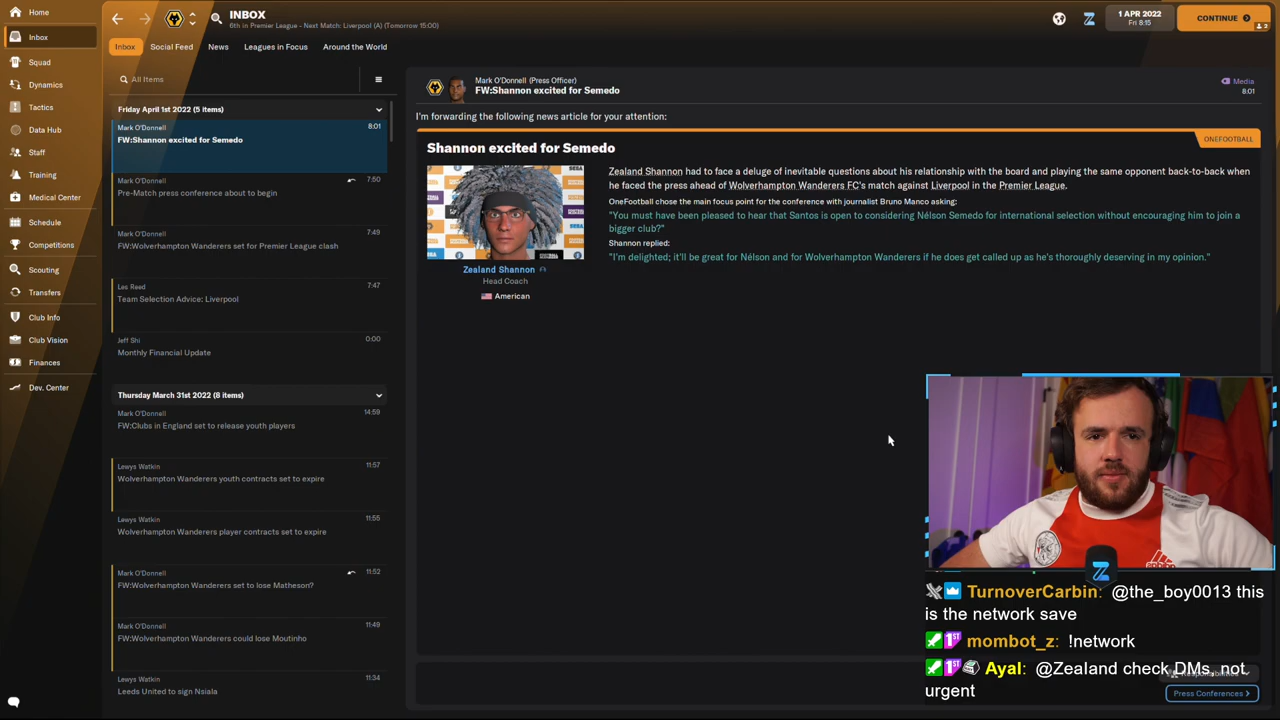 Home
Inbox
Squad
Dynamics
Tactics
Data Hub
Staff
Training
Medical Center
Schedule
Competitions
Scouting
Transfers
Club Info
Club Vision
Finances
Dev. Center
INBOX
6th in Premier League - Next Match: Liverpool (A) (Tomorrow 15:00)
1 APR 2022
Fri 8:15
CONTINUE
2
Inbox
Social Feed
News
Leagues in Focus
Around the World
All Items
Friday April 1st 2022 (5 items)
Mark O'Donnell
8:01
FW:Shannon excited for Semedo
Mark O'Donnell
7:50
Pre-Match press conference about to begin
Mark O'Donnell
7:49
FW:Wolverhampton Wanderers set for Premier League clash
Les Reed
7:47
Team Selection Advice: Liverpool
Jeff Shi
0:00
Monthly Financial Update
Thursday March 31st 2022 (8 items)
Mark O'Donnell
14:59
FW:Clubs in England set to release youth players
Lewys Watkin
11:57
Wolverhampton Wanderers youth contracts set to expire
Lewys Watkin
11:55
Wolverhampton Wanderers player contracts set to expire
Mark O'Donnell
11:52
FW:Wolverhampton Wanderers set to lose Matheson?
Mark O'Donnell
11:49
FW:Wolverhampton Wanderers could lose Moutinho
Lewys Watkin
11:34
Leeds United to sign Nsiala
Mark O'Donnell (Press Officer)
FW:Shannon excited for Semedo
Media
8:01
I'm forwarding the following news article for your attention:
ONEFOOTBALL
Shannon excited for Semedo
Zealand Shannon
Head Coach
American
Zealand Shannon had to face a deluge of inevitable questions about his relationship with the board and playing the same opponent back-to-back when
he faced the press ahead of Wolverhampton Wanderers FC's match against Liverpool in the Premier League.
OneFootball chose the main focus point for the conference with journalist Bruno Manco asking:
"You must have been pleased to hear that Santos is open to considering Nélson Semedo for international selection without encouraging him to join a
bigger club?"
Shannon replied:
"I'm delighted; it'll be great for Nélson and for Wolverhampton Wanderers if he does get called up as he's thoroughly deserving in my opinion."
TurnoverCarbin: @the_boy0013 this
is the network save
mombot_z: !network
Ayal: @Zealand check DMs, not
urgent
Press Conferences